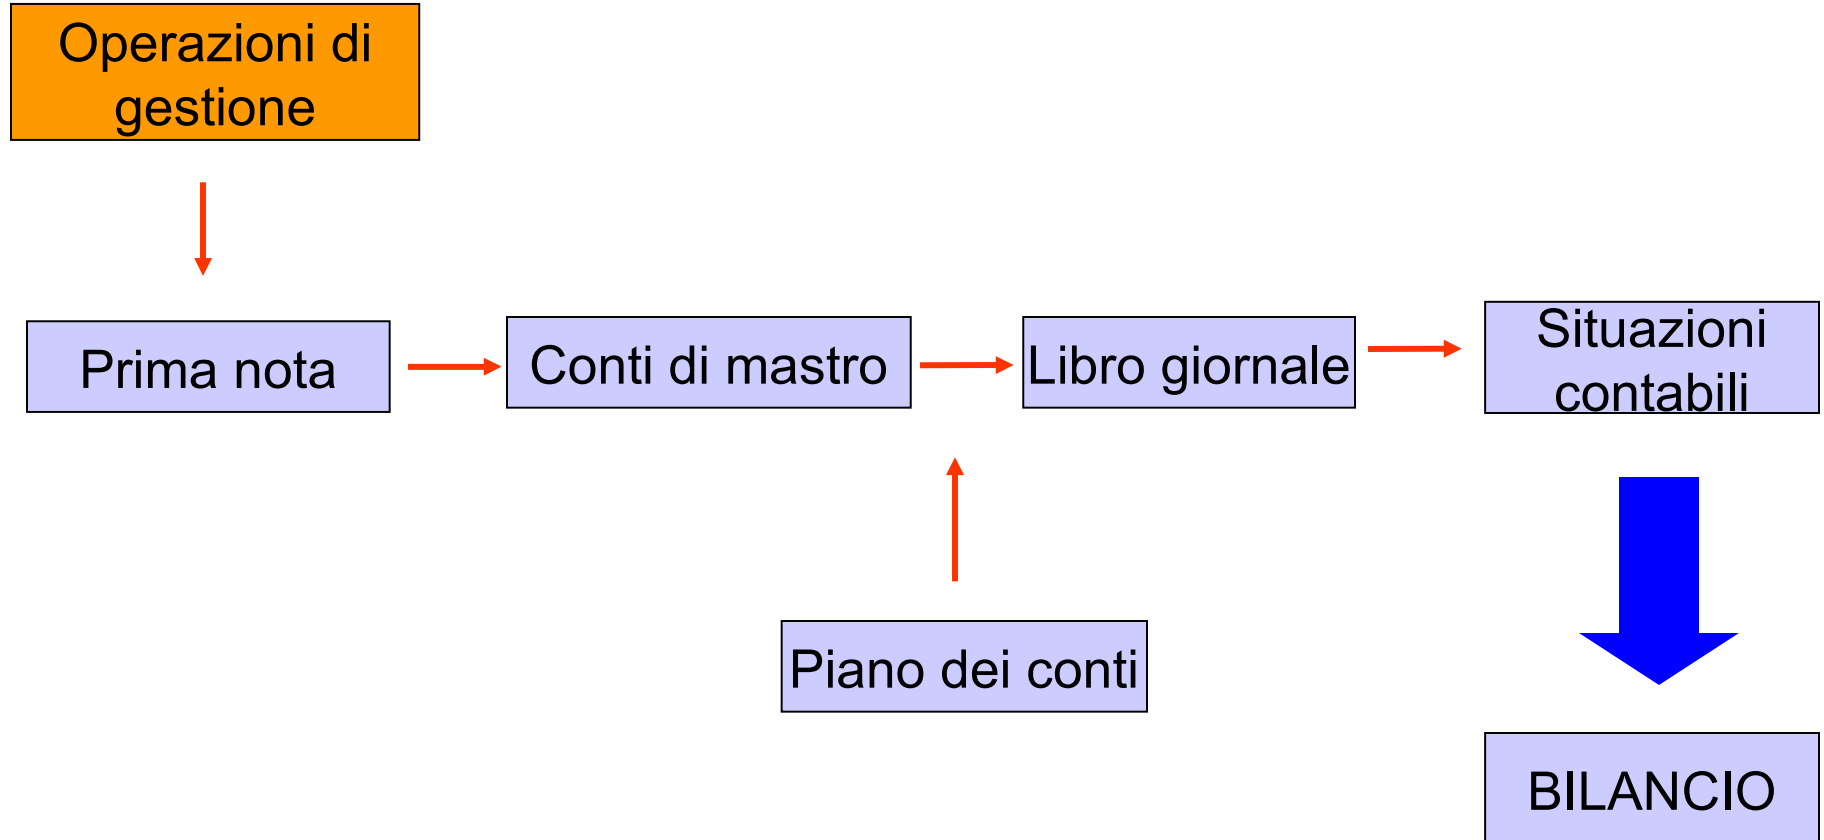 Operazioni di
gestione
Prima nota
Conti di mastro
Libro giornale
Situazioni
contabili
Piano dei conti
BILANCIO